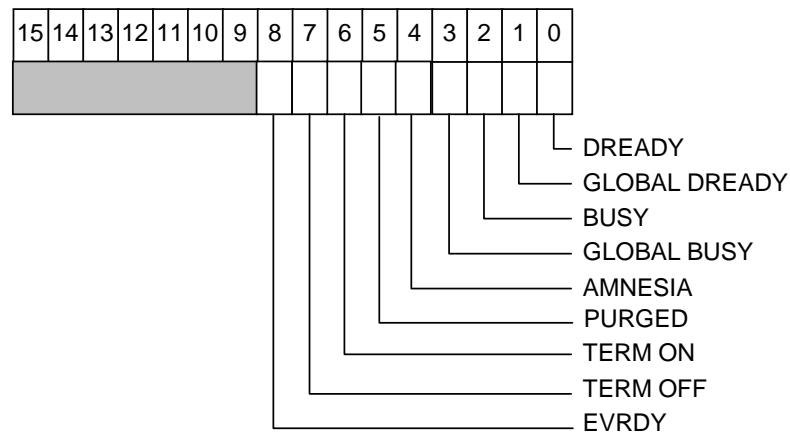 15 14 13 12 11 10 9 8 7 6 5 4 3 2 1 0
DREADY
GLOBAL DREADY
BUSY
GLOBAL BUSY
AMNESIA
PURGED
TERM ON
TERM OFF
EVRDY